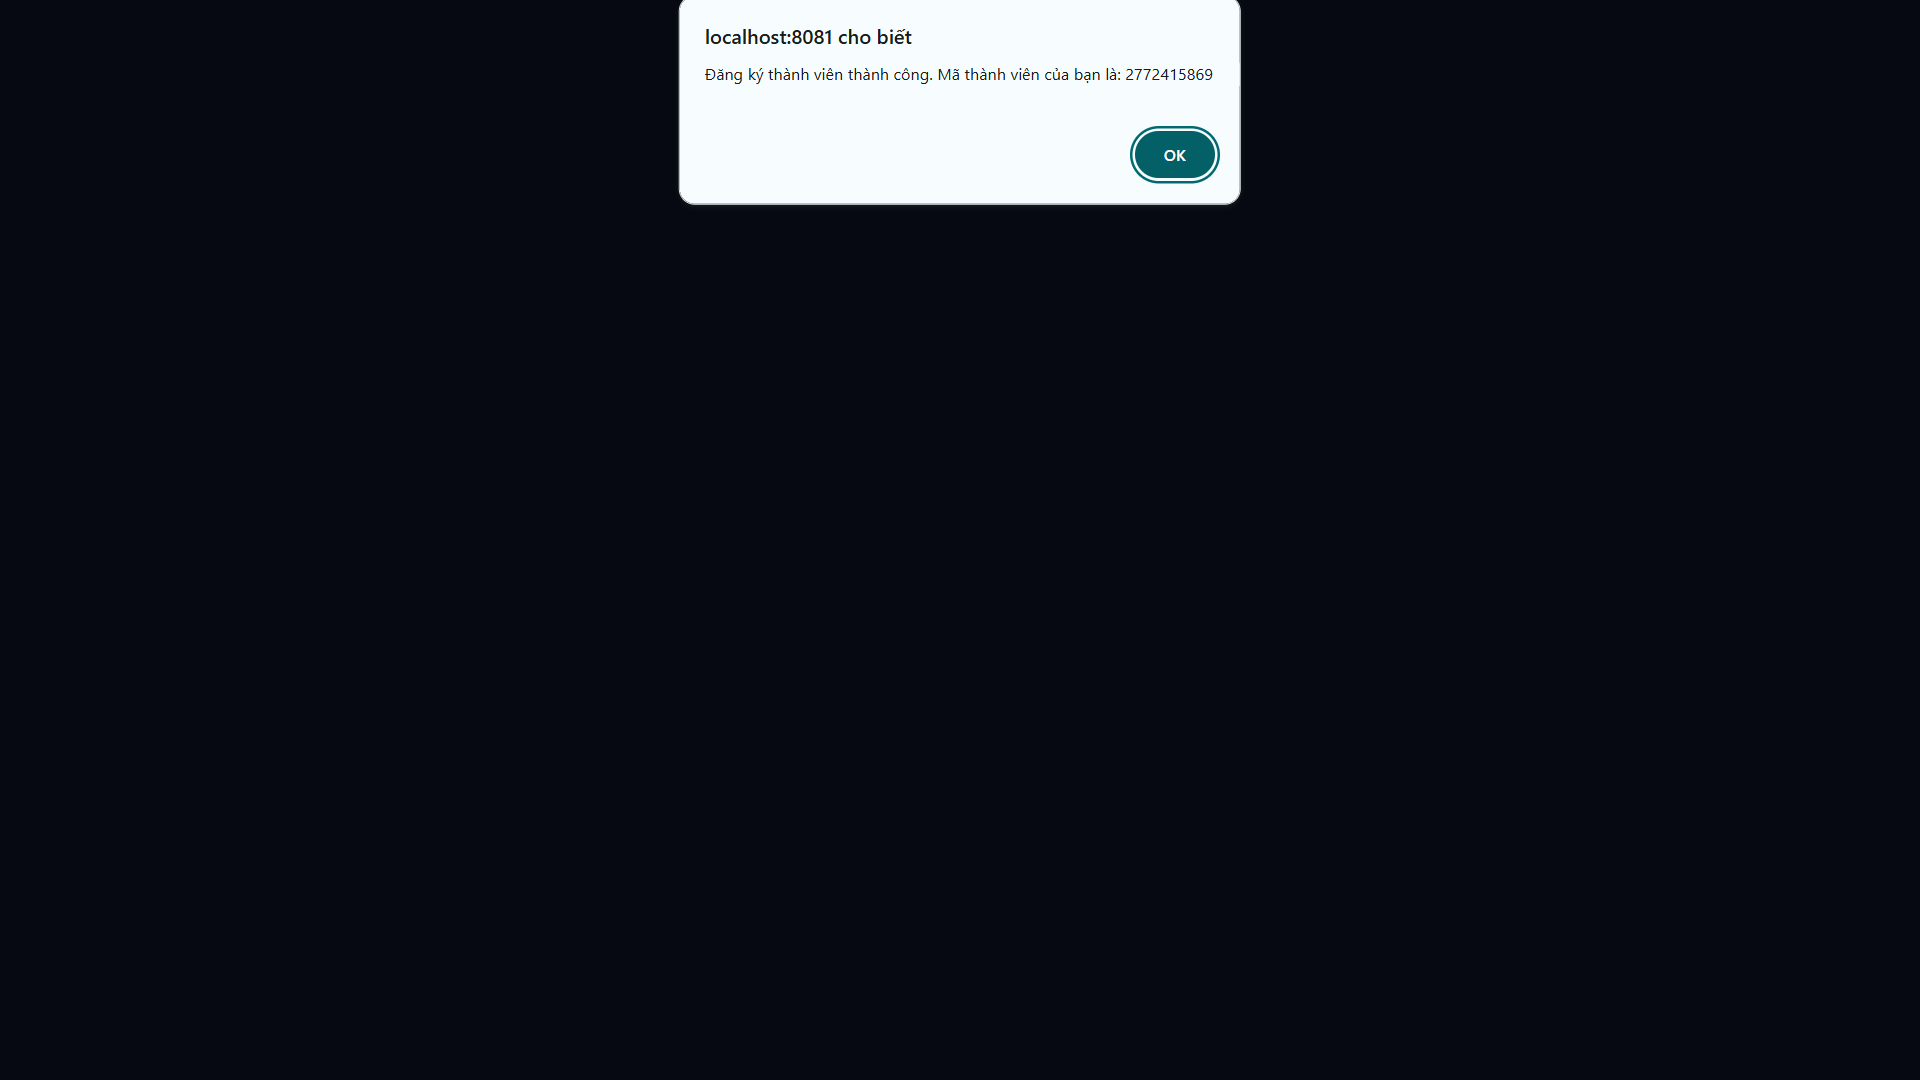 localhost:8081 cho biết
Đăng ký thành viên thành công. Mã thành viên của bạn là: 2772415869
OK